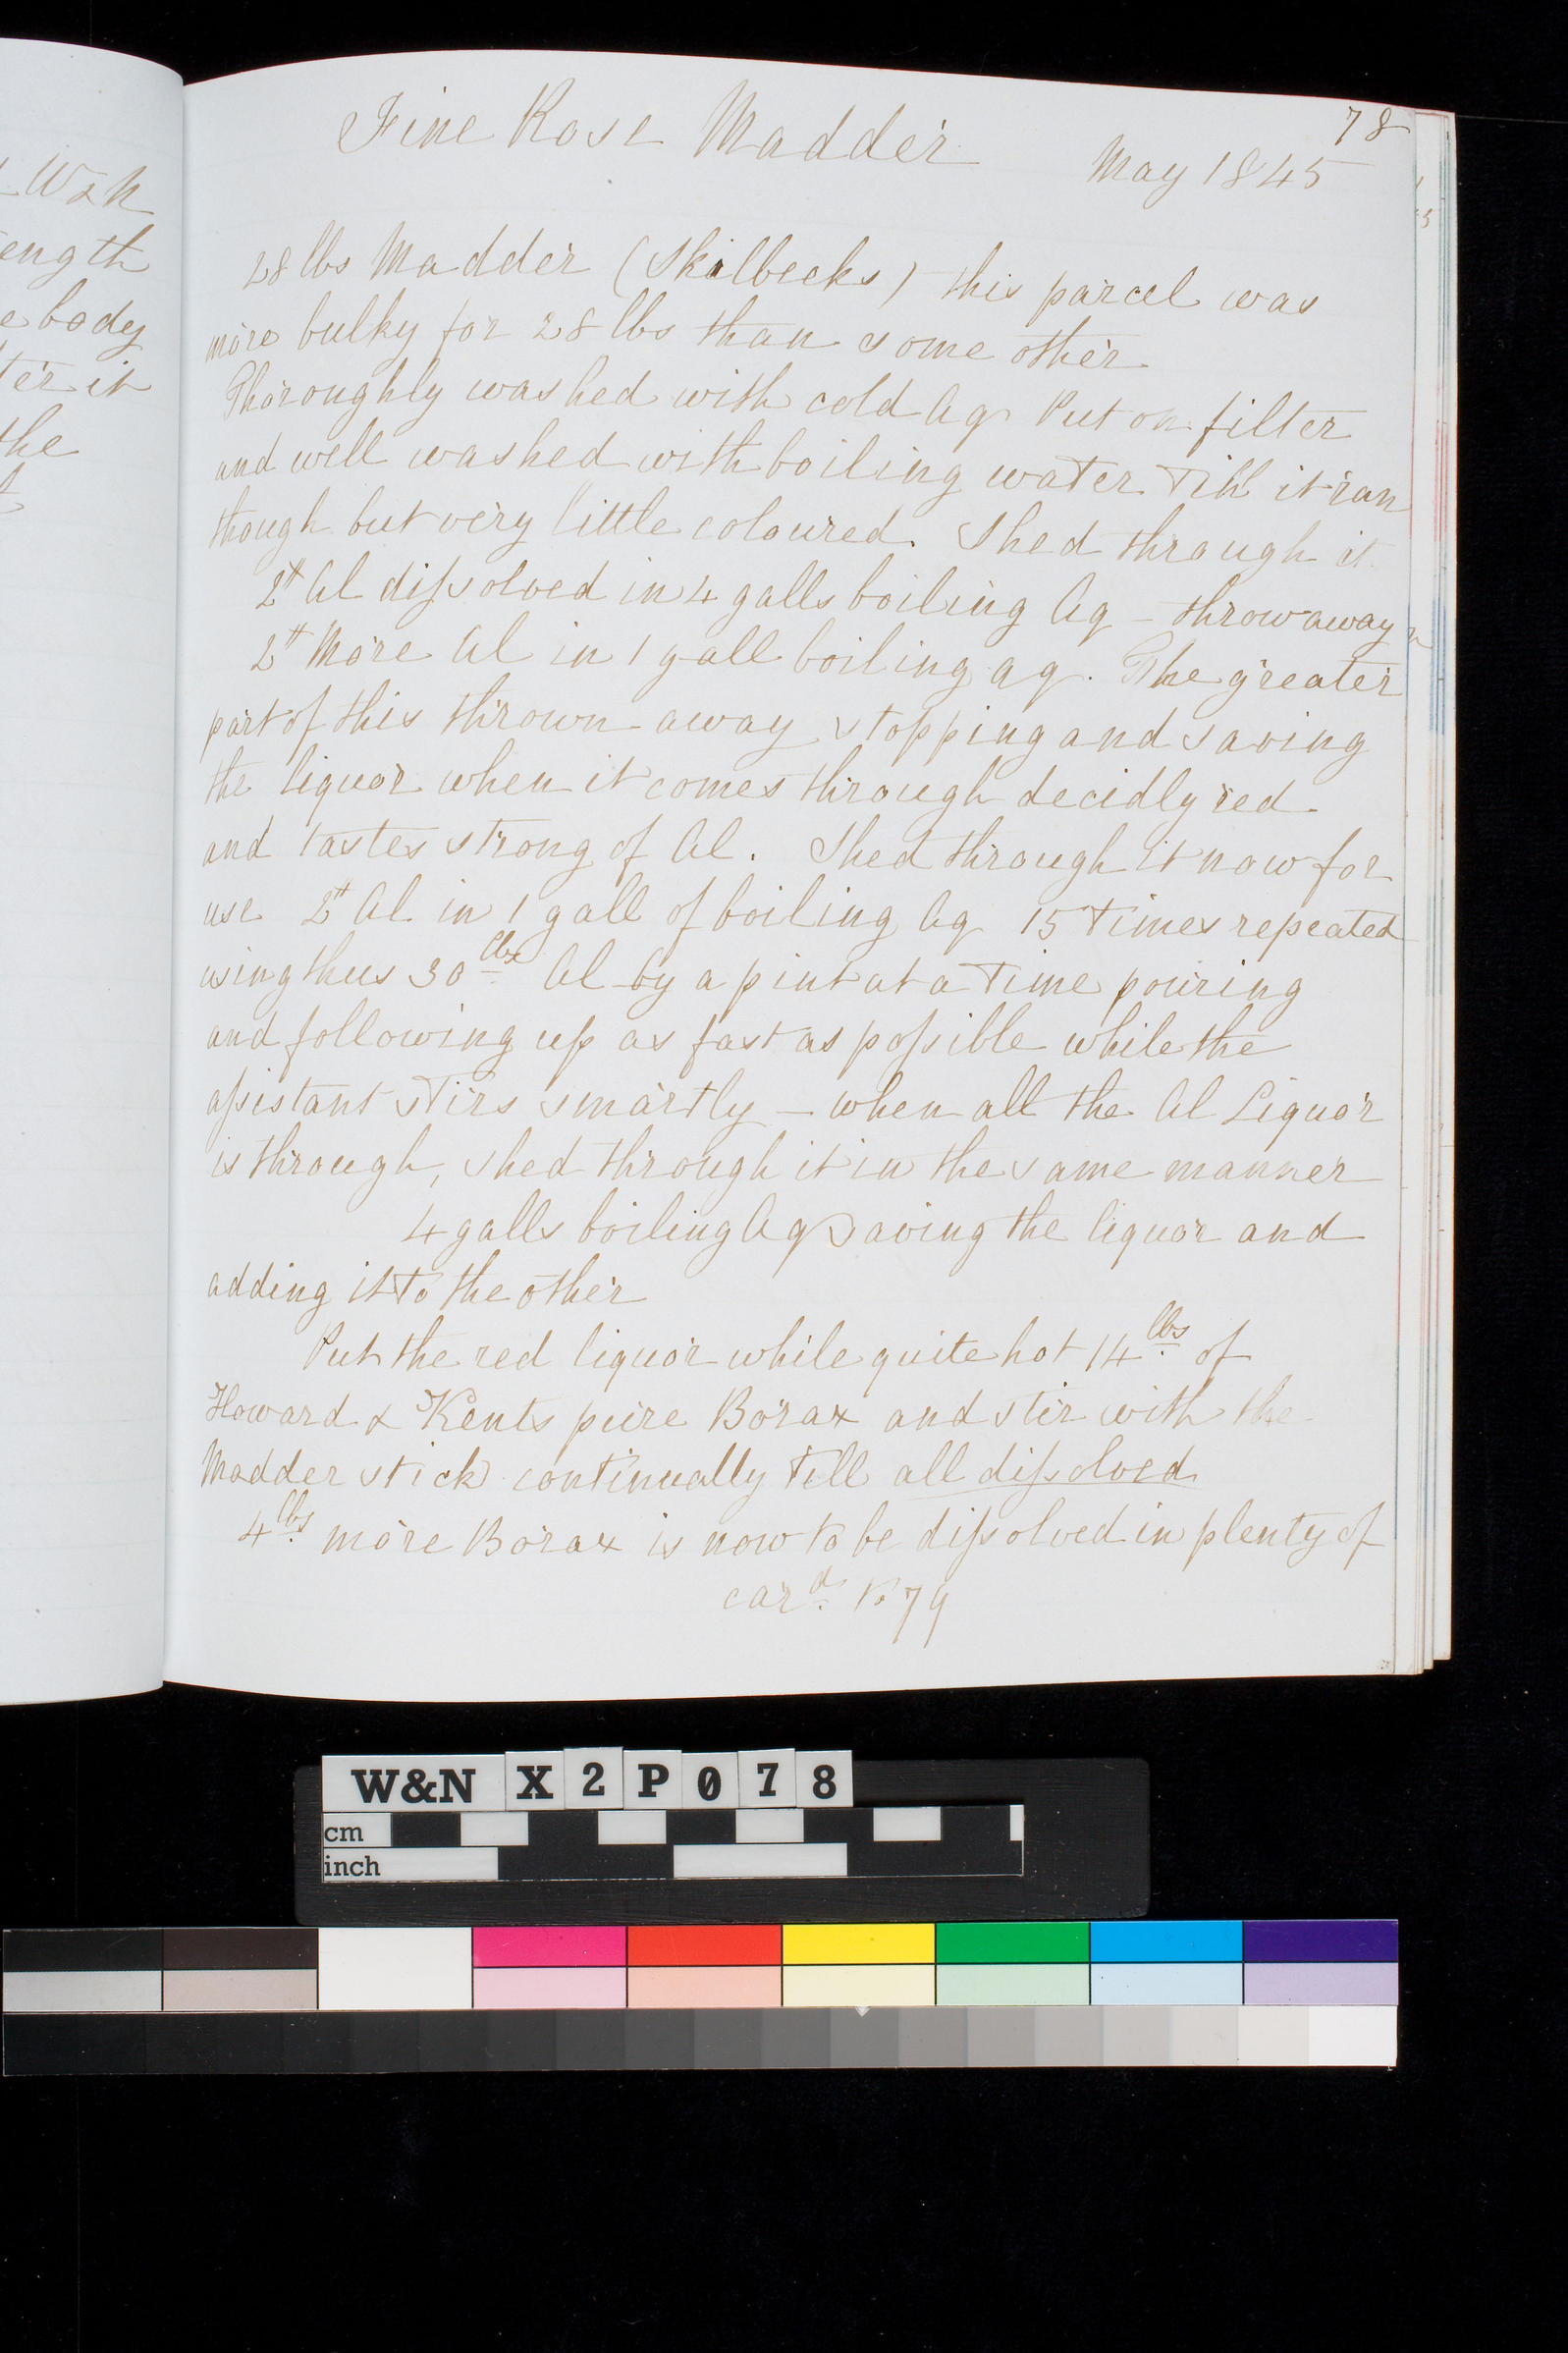 78
Fine Rose Madder
May 1845
28 lbs Madder (Skilbecks) this parcel was
more bulky for 28 lbs than some other
Thoroughly washed with cold Aq Put on filter
and well washed with boiling water till it ran
though but very little coloured. Shed through it
2# Al dissolved in 4 galls boiling Aq - throw away
2# More Al in 1 gall boiling aq. The greater
part of this thrown away stopping and saving
the liquor when it comes through decidly red
and tastes strong of Al. Shed through it now for
use 2# Al in 1 gall of boiling Aq 15 times repeated
using thus 30 lbs Al by a pint at a time pouring
and following up as fast as possible while the
assistant stirs smartly — when all the Al Liquor
is through, shed through it in the same manner
4 galls boiling Aq saving the liquor and
adding it to the other
Put the red liquor while quite hot 14 lbs of
Howard & Kents pure Borax and stir with the
Madder stick continually till all dissolved
4 lbs more Borax is now to be dissolved in plenty of
card to 79
Wsh
ength
e body
ter it
the
W&N X2P078
cm
inch